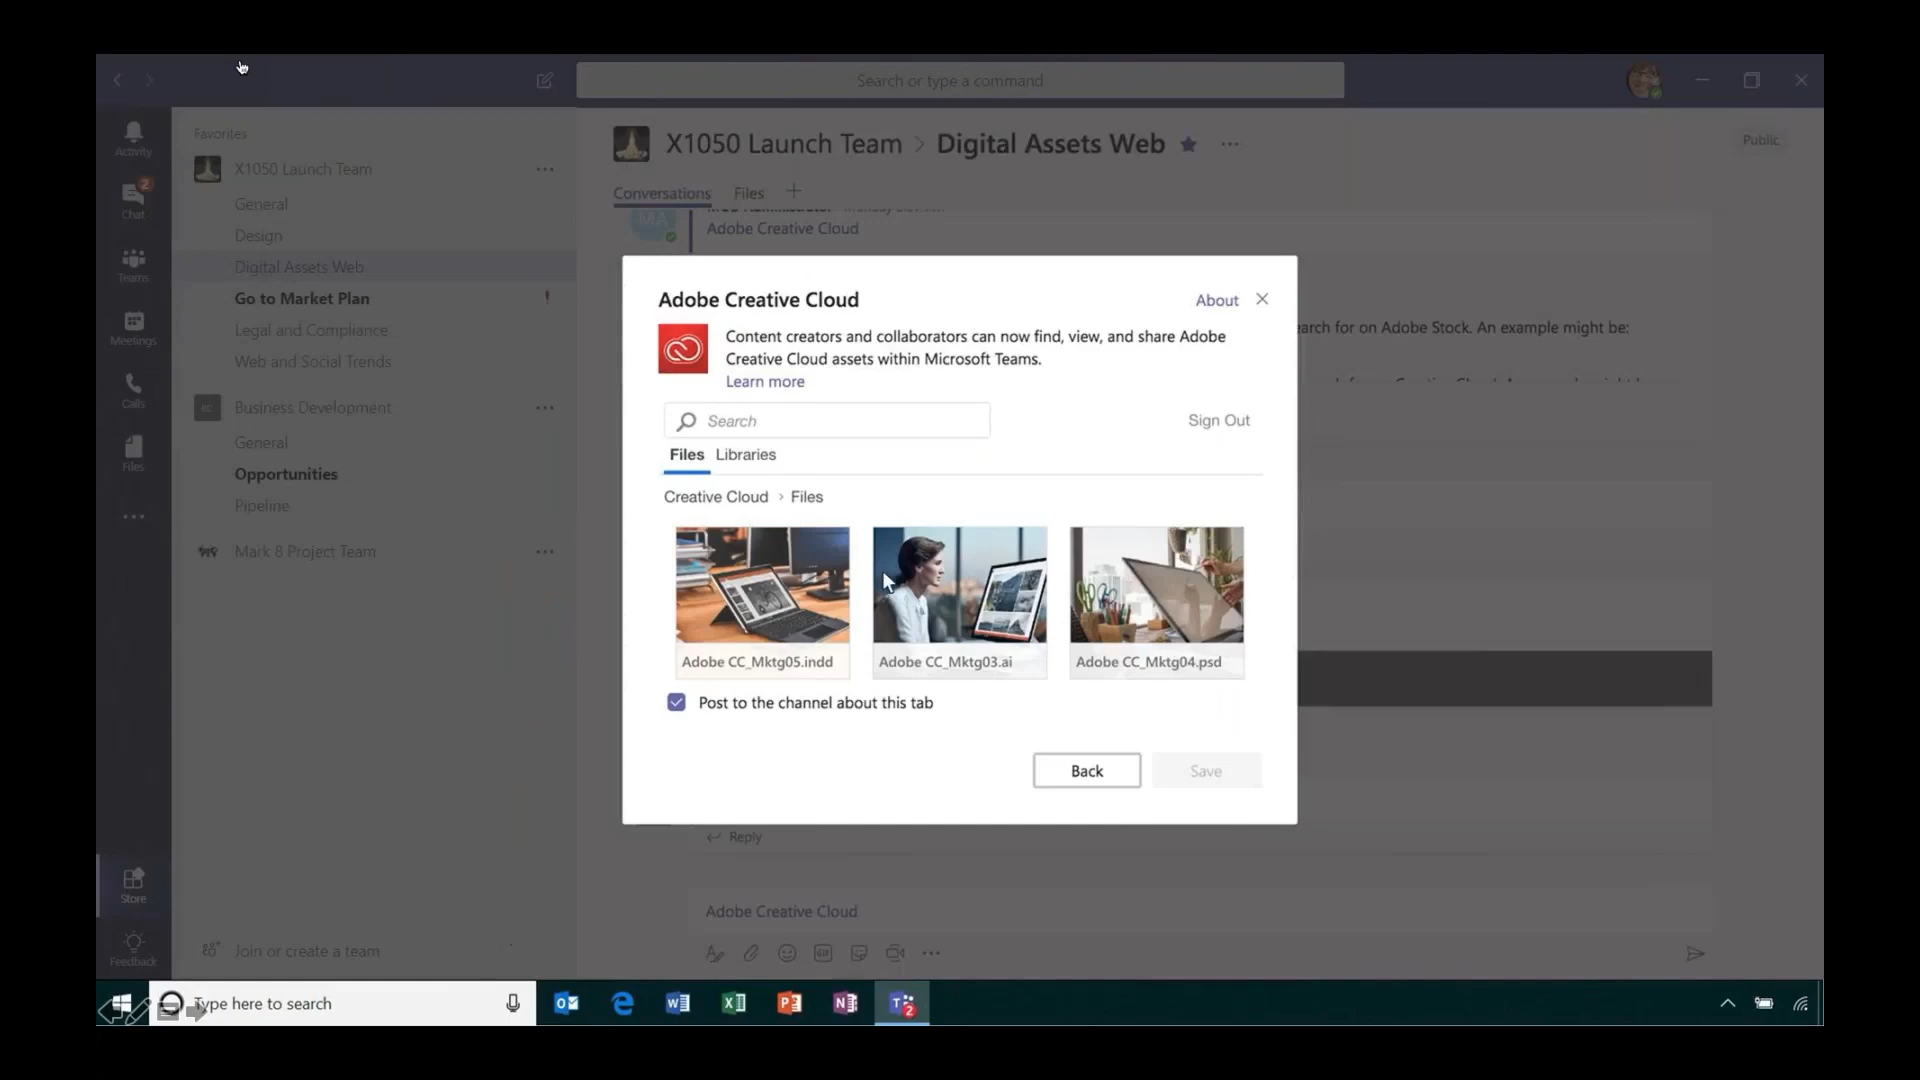 Search or type a command
Activity
2
Chat
Teams
Meetings
Calls
Files
Store
Feedback
Favorites
X1050 Launch Team
General
Design
Digital Assets Web
Go to Market Plan
!
Legal and Compliance
Web and Social Trends
Business Development
General
Opportunities
Pipeline
Mark 8 Project Team
Join or create a team
X1050 Launch Team > Digital Assets Web
Public
Conversations Files
MA
Adobe Creative Cloud
earch for on Adobe Stock. An example might be:
Adobe Creative Cloud
About
Content creators and collaborators can now find, view, and share Adobe
Creative Cloud assets within Microsoft Teams.
Learn more
Search
Sign Out
Files Libraries
Creative Cloud > Files
Adobe CC_Mktg05.indd
Adobe CC_Mktg03.ai
Adobe CC_Mktg04.psd
Post to the channel about this tab
Back
Save
Reply
Adobe Creative Cloud
GIF
Type here to search
2